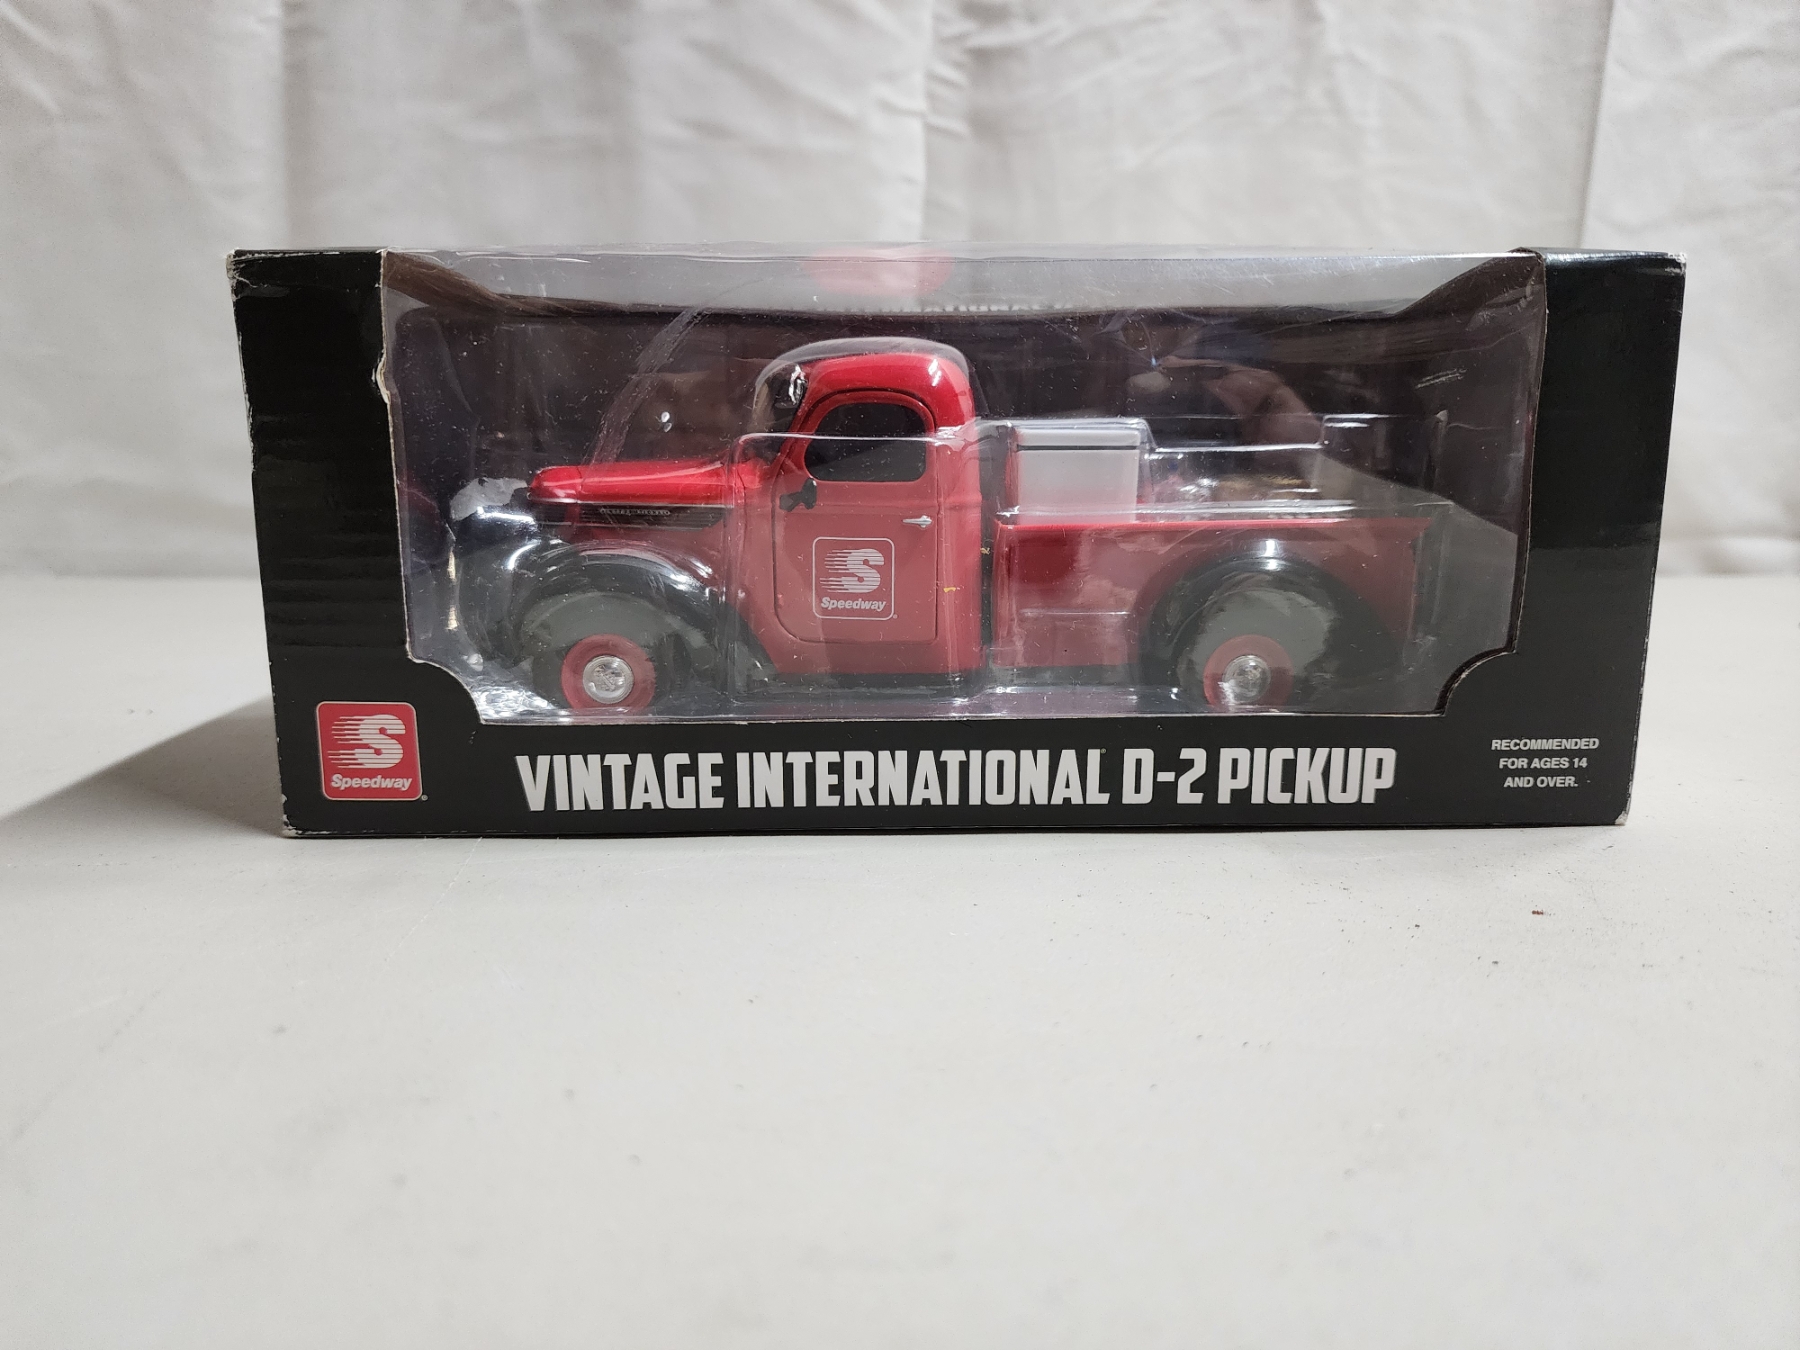 Speedway
Speedway
VINTAGE INTERNATIONAL D-2 PICKUP
RECOMMENDED
FOR AGES 14
AND OVER.